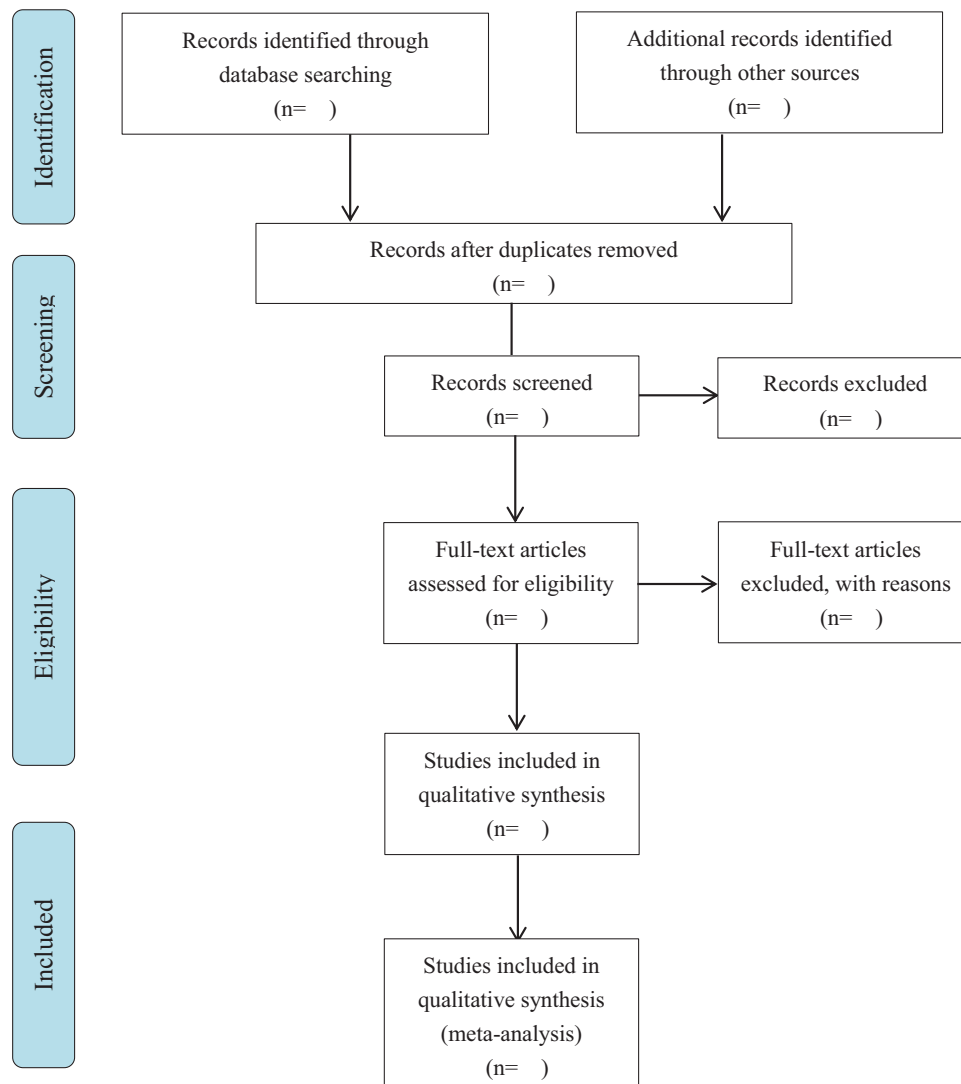 Identification
Records identified through
database searching
(n= )
Additional records identified
through other sources
(n= )
Records after duplicates removed
(n= )
Screening
Records screened
(n= )
Records excluded
(n= )
Eligibility
Full-text articles
assessed for eligibility
(n= )
Full-text articles
excluded, with reasons
(n= )
Studies included in
qualitative synthesis
(n= )
Included
Studies included in
qualitative synthesis
(meta-analysis)
(n= )